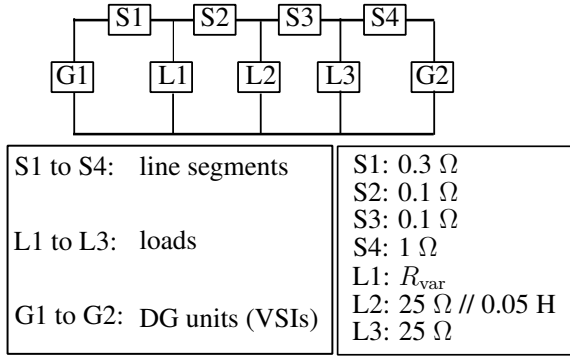 S1 S2 S3 S4
G1 L1 L2 L3 G2
S1 to S4: line segments
L1 to L3: loads
G1 to G2: DG units (VSIs)
S1: 0.3 Ω
S2: 0.1 Ω
S3: 0.1 Ω
S4: 1 Ω
L1: R_var
L2: 25 Ω // 0.05 H
L3: 25 Ω